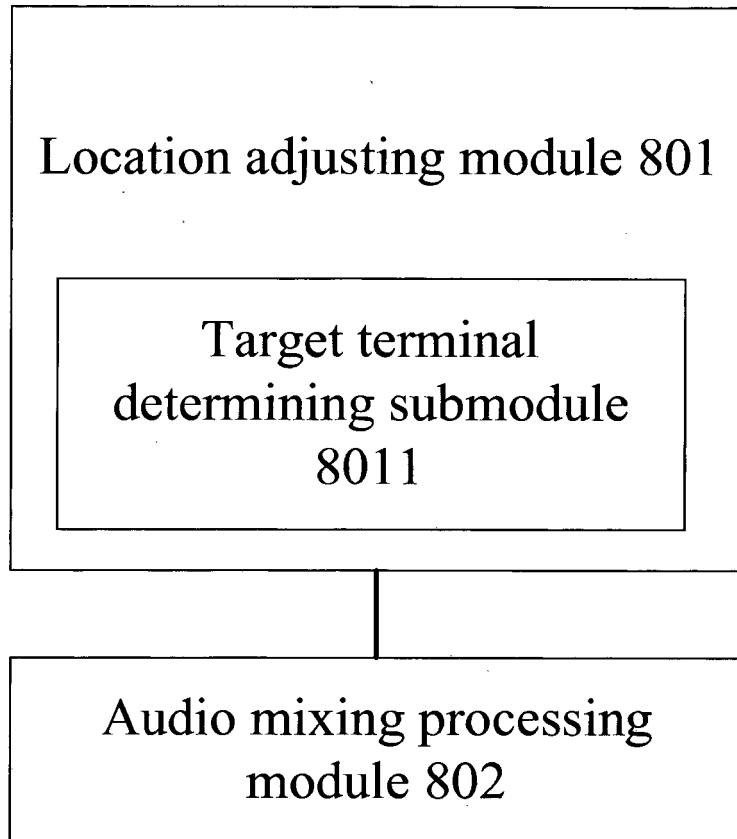 Location adjusting module 801
Target terminal
determining submodule
8011
Audio mixing processing
module 802